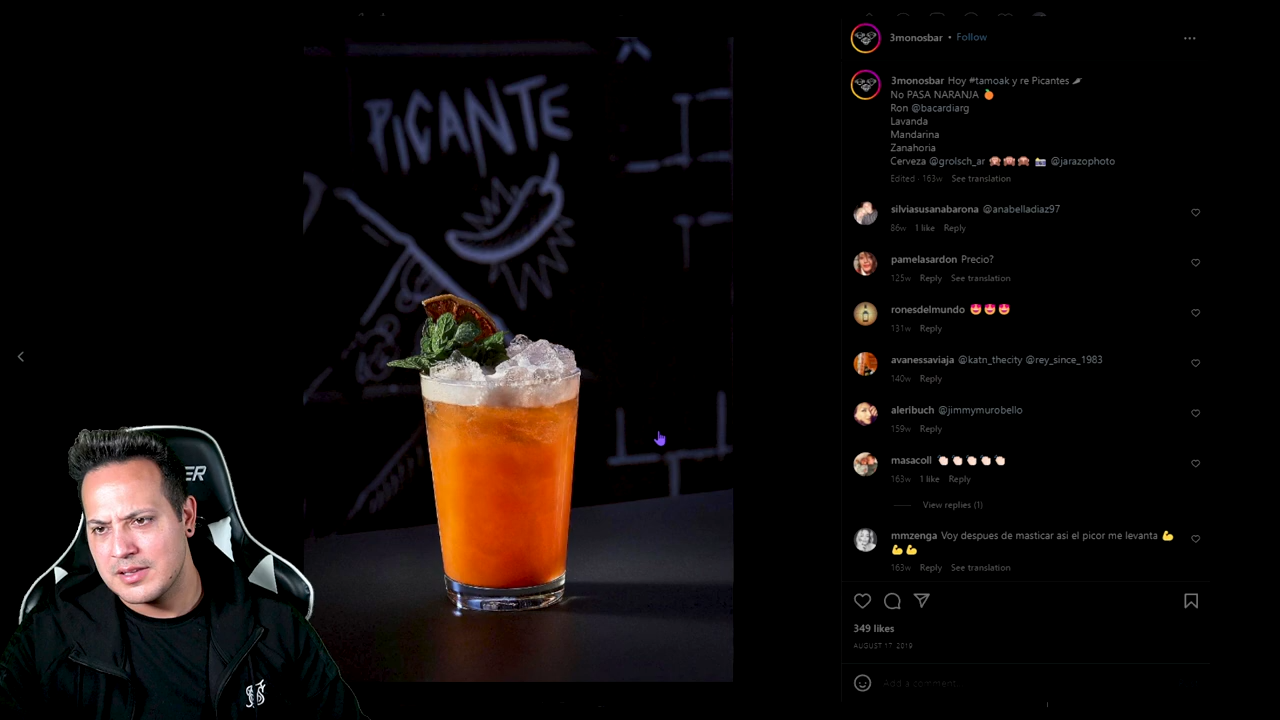 PICANTE
ER
3monosbar • Follow
3monosbar Hoy #tamoak y re Picantes 🌶
No PASA NARANJA 🍊
Ron @bacardiarg
Lavanda
Mandarina
Zanahoria
Cerveza @grolsch_ar 🙈🙈🙈 📸 @jarazophoto
Edited · 163w See translation
silviasusanabarona @anabelladiaz97
86w 1 like Reply
pamelasardon Precio?
125w Reply See translation
ronesdelmundo 😍😍😍
131w Reply
avanessaviaja @katn_thecity @rey_since_1983
140w Reply
aleribuch @jimmymurobello
159w Reply
masacoll 👏🏻👏🏻👏🏻👏🏻👏🏻
163w 1 like Reply
View replies (1)
mmzenga Voy despues de masticar asi el picor me levanta 💪
💪💪
163w Reply See translation
349 likes
AUGUST 17, 2019
Add a comment...